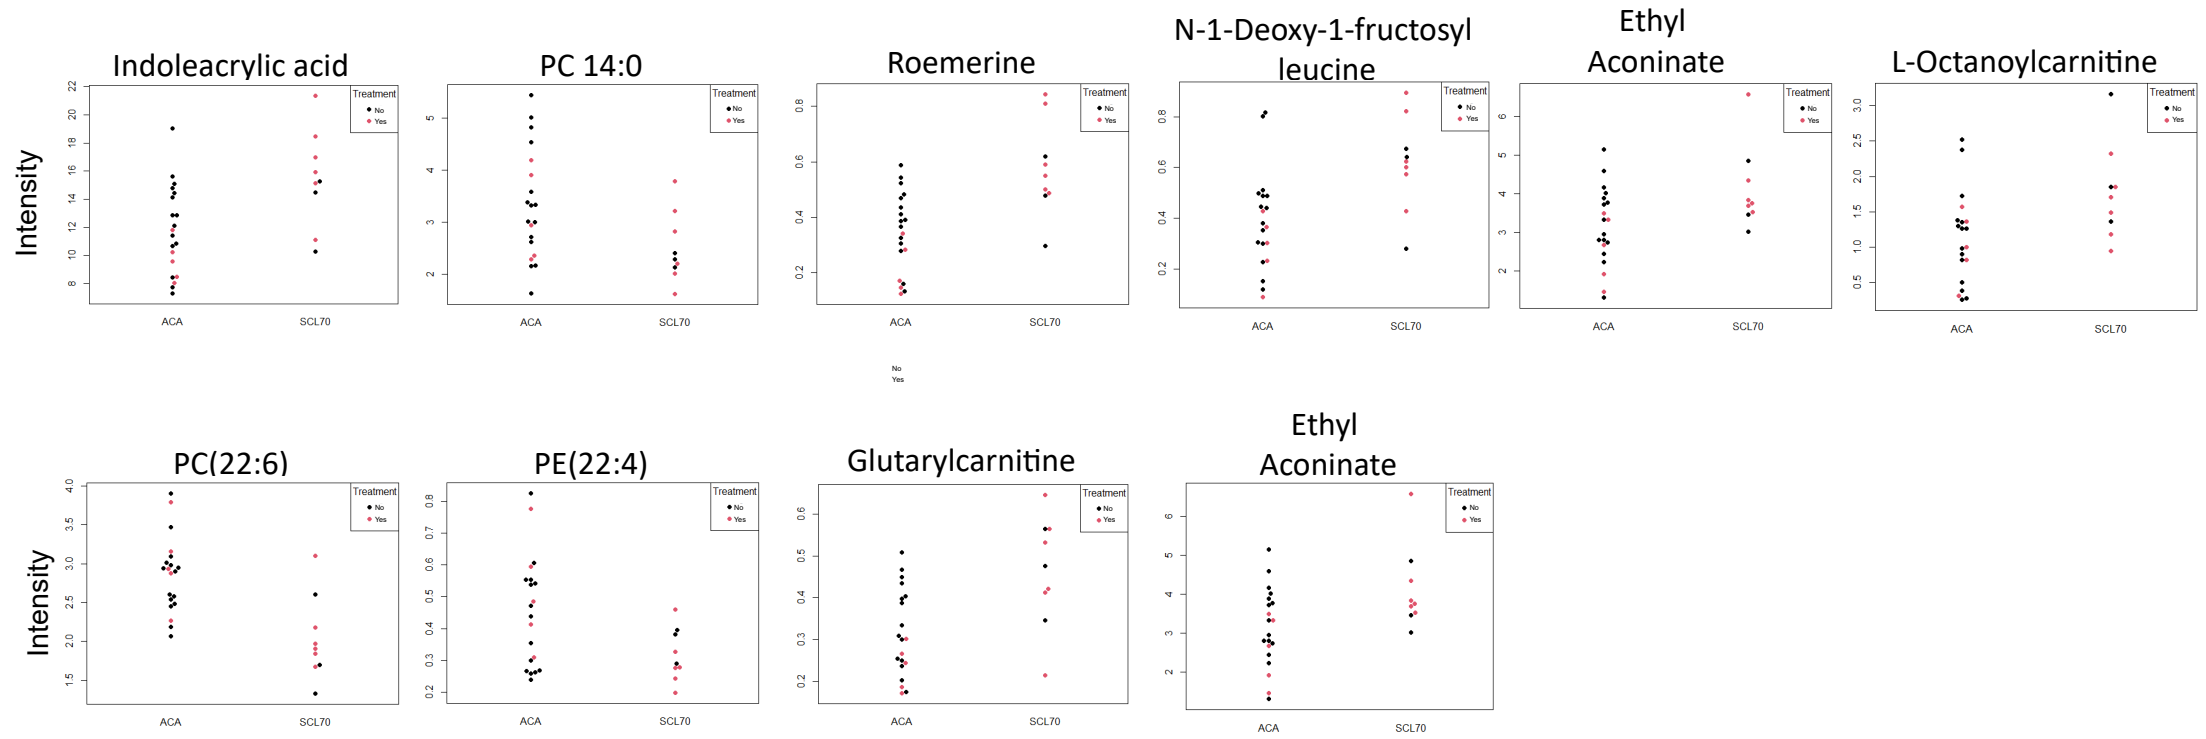 Indoleacrylic acid
Intensity
22
20
18
16
14
12
10
8
Treatment
No
Yes
ACA
SCL70
PC 14:0
5
4
3
2
Treatment
No
Yes
ACA
SCL70
Roemerine
0.8
0.6
0.4
0.2
Treatment
No
Yes
ACA
SCL70
No
Yes
N-1-Deoxy-1-fructosyl
leucine
0.8
0.6
0.4
0.2
Treatment
No
Yes
ACA
SCL70
Ethyl
Aconinate
6
5
4
3
2
Treatment
No
Yes
ACA
SCL70
L-Octanoylcarnitine
3.0
2.5
2.0
1.5
1.0
0.5
Treatment
No
Yes
ACA
SCL70
PC(22:6)
Intensity
4.0
3.5
3.0
2.5
2.0
1.5
Treatment
No
Yes
ACA
SCL70
PE(22:4)
0.8
0.7
0.6
0.5
0.4
0.3
0.2
Treatment
No
Yes
ACA
SCL70
Glutarylcarnitine
0.6
0.5
0.4
0.3
0.2
Treatment
No
Yes
ACA
SCL70
Ethyl
Aconinate
6
5
4
3
2
Treatment
No
Yes
ACA
SCL70